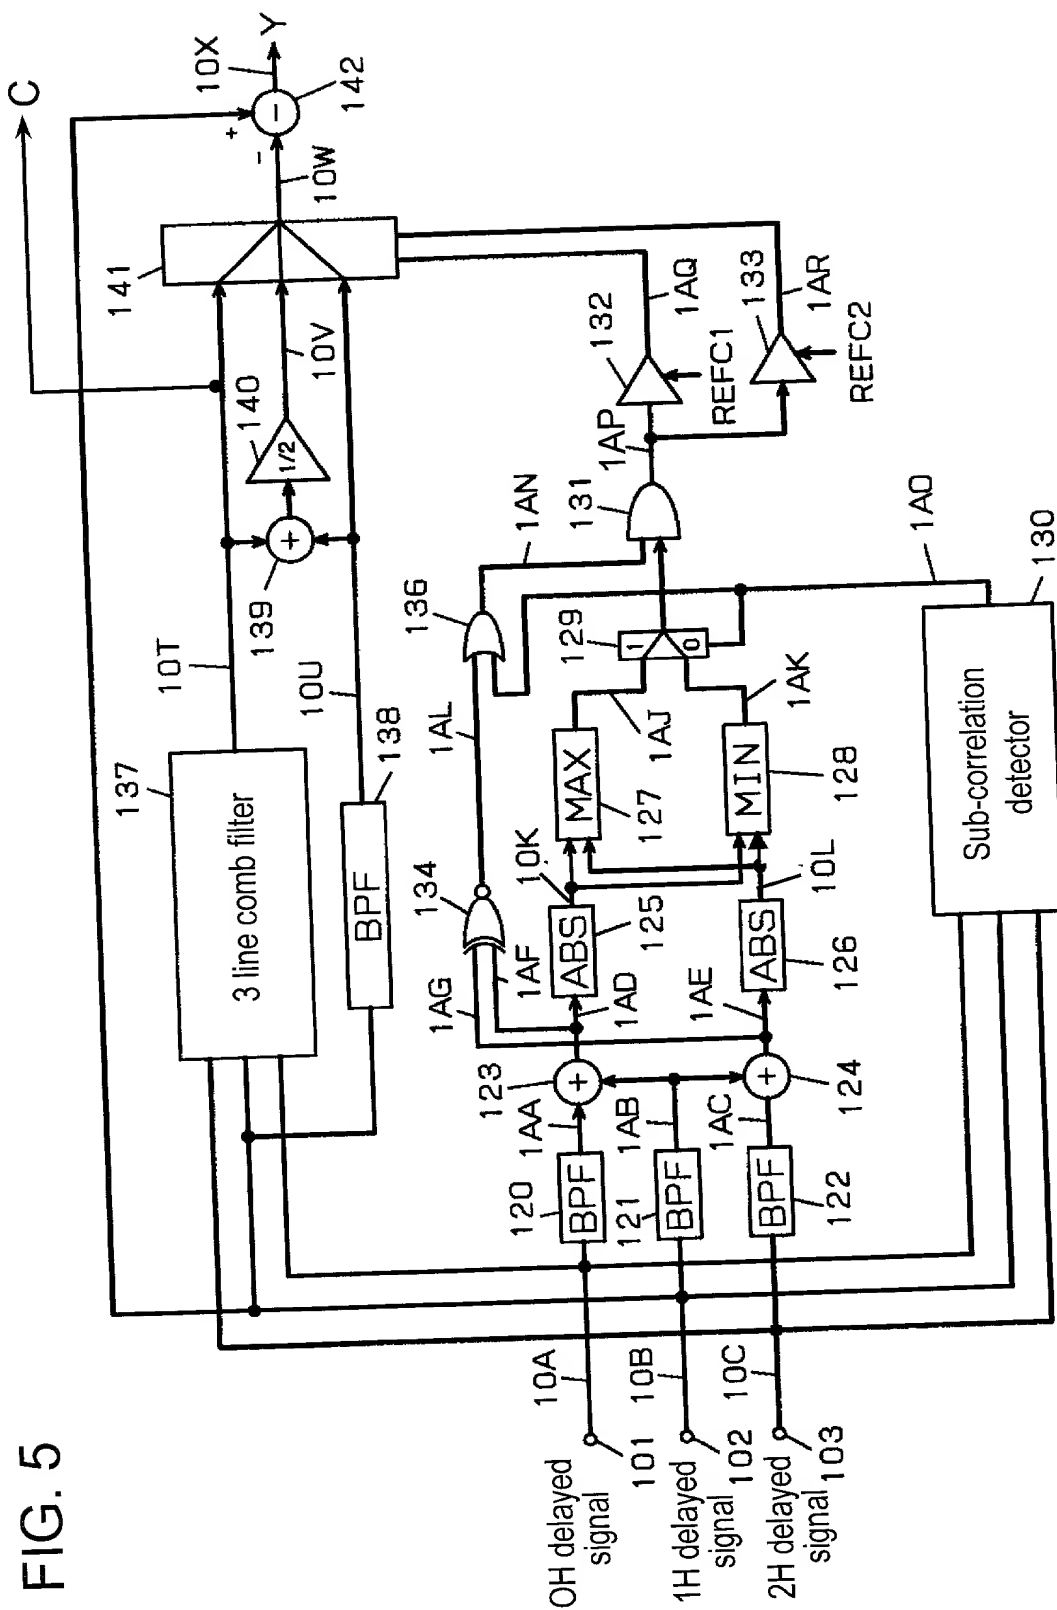 FIG. 5
C
10X
Y
142
+
-
-
10W
141
10V
140
1/2
+
139
10T
10U
137
3 line comb filter
138
BPF
132
1AQ
133
1AR
REFC1
REFC2
1AP
131
1AN
136
1AO
130
129
1
0
1AL
1AJ
1AK
MAX
127
MIN
128
Sub-correlation
detector
134
10K
10L
125
ABS
126
ABS
1AG
1AF
1AD
1AE
123
+
124
+
1AA
1AB
1AC
120
BPF
121
BPF
122
BPF
10A
10B
10C
101
102
103
0H delayed
signal
1H delayed
signal
2H delayed
signal